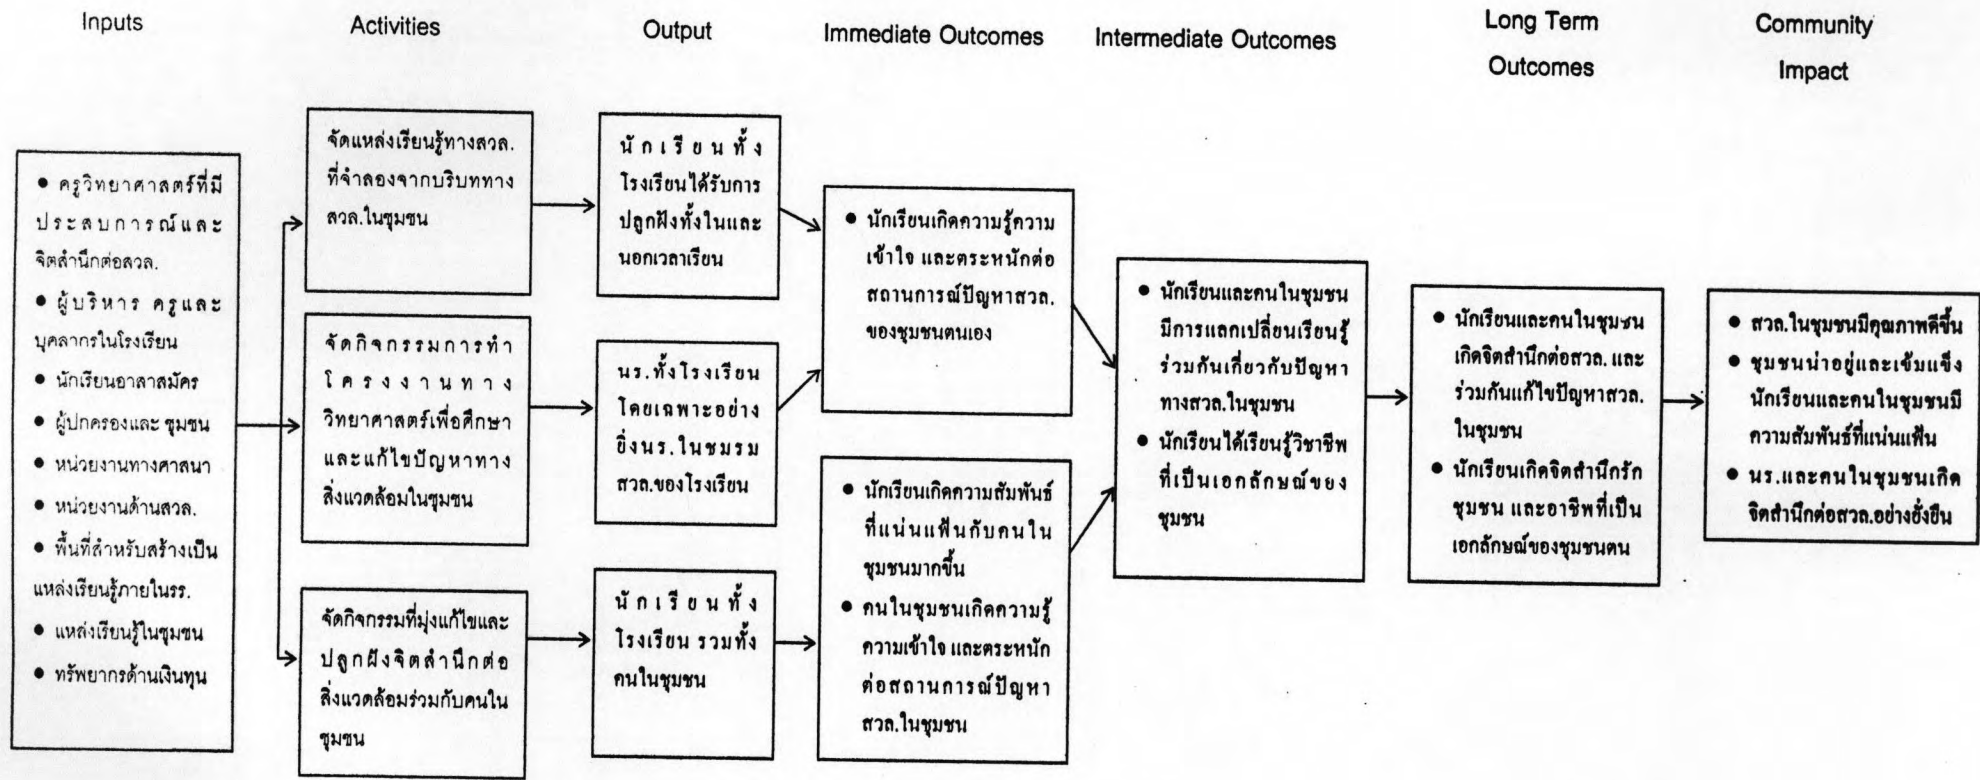 Inputs
Activities
Output
Immediate Outcomes
Intermediate Outcomes
Long Term
Outcomes
Community
Impact
● ครูวิทยาศาสตร์ที่มี
ประสบการณ์และ
จิตสำนึกต่อสวล.
● ผู้บริหาร ครูและ
บุคลากรในโรงเรียน
● นักเรียนอาสาสมัคร
● ผู้ปกครองและ ชุมชน
● หน่วยงานทางศาสนา
● หน่วยงานด้านสวล.
● พื้นที่สำหรับสร้างเป็น
แหล่งเรียนรู้ภายในรร.
● แหล่งเรียนรู้ในชุมชน
● ทรัพยากรด้านเงินทุน
จัดแหล่งเรียนรู้ทางสวล.
ที่จำลองจากบริบททาง
สวล.ในชุมชน
จัดกิจกรรมการทำ
โครงงานทาง
วิทยาศาสตร์เพื่อศึกษา
และแก้ไขปัญหาทาง
สิ่งแวดล้อมในชุมชน
จัดกิจกรรมที่มุ่งแก้ไขและ
ปลูกฝังจิตสำนึกต่อ
สิ่งแวดล้อมร่วมกับคนใน
ชุมชน
นักเรียนทั้ง
โรงเรียนได้รับการ
ปลูกฝังทั้งในและ
นอกเวลาเรียน
นร.ทั้งโรงเรียน
โดยเฉพาะอย่าง
ยิ่งนร.ในชมรม
สวล.ของโรงเรียน
นักเรียนทั้ง
โรงเรียน รวมทั้ง
คนในชุมชน
● นักเรียนเกิดความรู้ความ
เข้าใจ และตระหนักต่อ
สถานการณ์ปัญหาสวล.
ของชุมชนตนเอง
● นักเรียนเกิดความสัมพันธ์
ที่แน่นแฟ้นกับคนใน
ชุมชนมากขึ้น
● คนในชุมชนเกิดความรู้
ความเข้าใจ และตระหนัก
ต่อสถานการณ์ปัญหา
สวล.ในชุมชน
● นักเรียนและคนในชุมชน
มีการแลกเปลี่ยนเรียนรู้
ร่วมกันเกี่ยวกับปัญหา
ทางสวล.ในชุมชน
● นักเรียนได้เรียนรู้วิชาชีพ
ที่เป็นเอกลักษณ์ของ
ชุมชน
● นักเรียนและคนในชุมชน
เกิดจิตสำนึกต่อสวล. และ
ร่วมกันแก้ไขปัญหาสวล.
ในชุมชน
● นักเรียนเกิดจิตสำนึกรัก
ชุมชน และอาชีพที่เป็น
เอกลักษณ์ของชุมชนตน
● สวล.ในชุมชนมีคุณภาพดีขึ้น
● ชุมชนน่าอยู่และเข้มแข็ง
นักเรียนและคนในชุมชนมี
ความสัมพันธ์ที่แน่นแฟ้น
● นร.และคนในชุมชนเกิด
จิตสำนึกต่อสวล.อย่างยั่งยืน